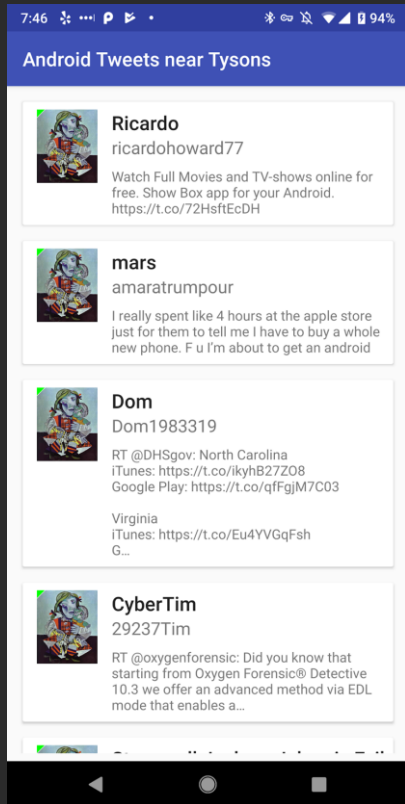 7:46
94%
Android Tweets near Tysons
Ricardo
ricardohoward77
Watch Full Movies and TV-shows online for
free. Show Box app for your Android.
https://t.co/72HsftEcDH
mars
amaratrumpour
I really spent like 4 hours at the apple store
just for them to tell me I have to buy a whole
new phone. F u I’m about to get an android
Dom
Dom1983319
RT @DHSgov: North Carolina
iTunes: https://t.co/ikyhB27ZO8
Google Play: https://t.co/qfFgjM7C03
Virginia
iTunes: https://t.co/Eu4YVGqFsh
G…
CyberTim
29237Tim
RT @oxygenforensic: Did you know that
starting from Oxygen Forensic® Detective
10.3 we offer an advanced method via EDL
mode that enables a…